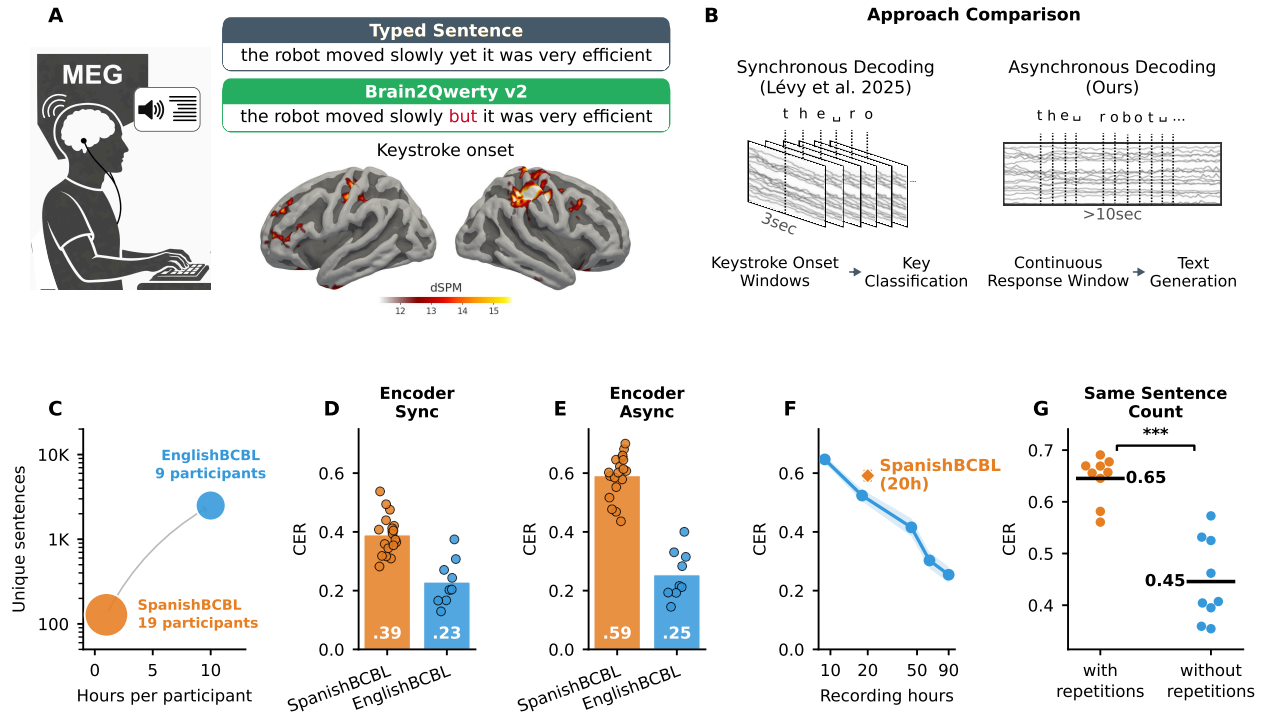 A
MEG
Typed Sentence
the robot moved slowly yet it was very efficient
Brain2Qwerty v2
the robot moved slowly but it was very efficient
Keystroke onset
dSPM
12 13 14 15
B
Approach Comparison
Synchronous Decoding
(Lévy et al. 2025)
t h e ␣ r o
...
3sec
Keystroke Onset
Windows
Key
Classification
Asynchronous Decoding
(Ours)
t h e ␣ r o b o t ␣ ...
>10sec
Continuous
Response Window
Text
Generation
C
Unique sentences
10K
1K
100
EnglishBCBL
9 participants
SpanishBCBL
19 participants
0 5 10
Hours per participant
D
Encoder
Sync
CER
0.6
0.4
0.2
0.0
.39
.23
SpanishBCBL
EnglishBCBL
E
Encoder
Async
CER
0.6
0.4
0.2
0.0
.59
.25
SpanishBCBL
EnglishBCBL
F
CER
0.6
0.4
0.2
0.0
SpanishBCBL
(20h)
10 20 50 90
Recording hours
G
Same Sentence
Count
***
CER
0.7
0.6
0.5
0.4
0.65
0.45
with
repetitions
without
repetitions